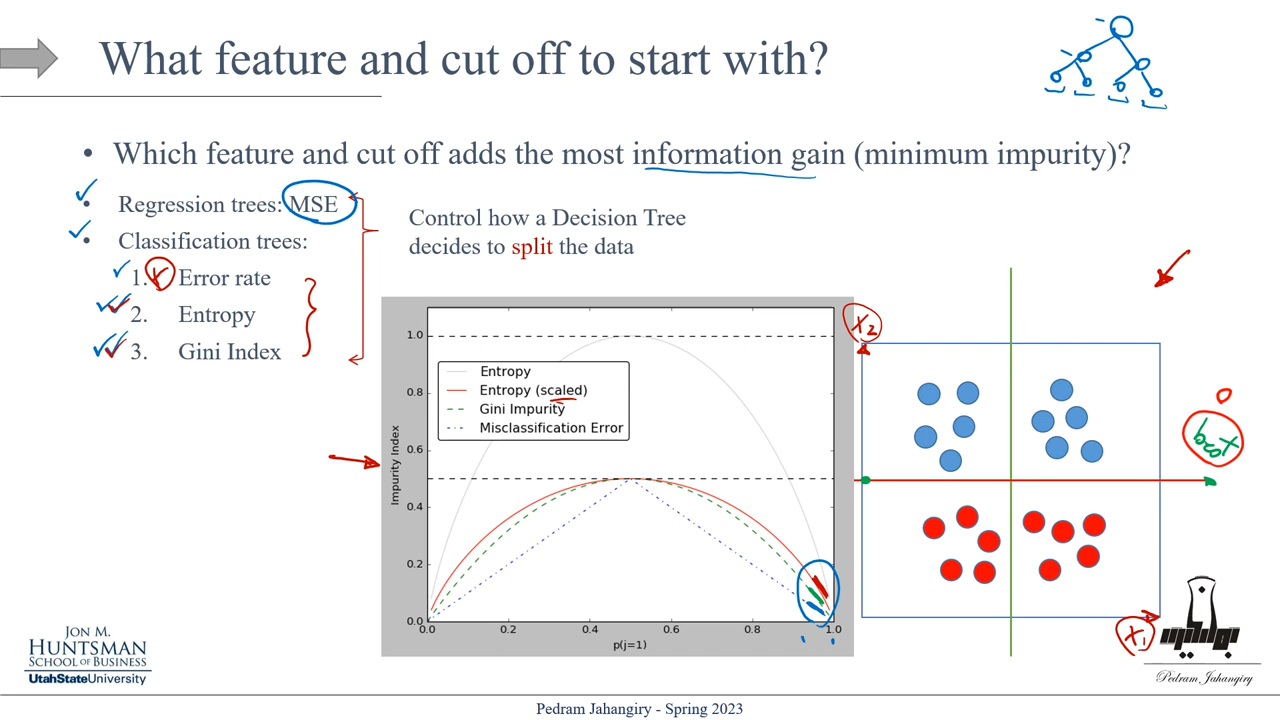 What feature and cut off to start with?
• Which feature and cut off adds the most information gain (minimum impurity)?
• Regression trees: MSE
• Classification trees:
1. Error rate
2. Entropy
3. Gini Index
Control how a Decision Tree
decides to split the data
Entropy
Entropy (scaled)
Gini Impurity
Misclassification Error
Impurity Index
1.0
0.8
0.6
0.4
0.2
0.0
0.0 0.2 0.4 0.6 0.8 1.0
p(j=1)
X2
X1
JON M.
HUNTSMAN
SCHOOL OF BUSINESS
UtahStateUniversity
Pedram Jahangiry
Pedram Jahangiry - Spring 2023